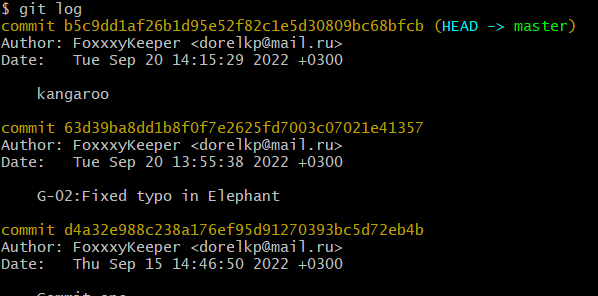 $ git log
commit b5c9dd1af26b1d95e52f82c1e5d30809bc68bfcb (HEAD -> master)
Author: FoxxxyKeeper <dorelkp@mail.ru>
Date:   Tue Sep 20 14:15:29 2022 +0300
kangaroo
commit 63d39ba8dd1b8f0f7e2625fd7003c07021e41357
Author: FoxxxyKeeper <dorelkp@mail.ru>
Date:   Tue Sep 20 13:55:38 2022 +0300
G-02:Fixed typo in Elephant
commit d4a32e988c238a176ef95d91270393bc5d72eb4b
Author: FoxxxyKeeper <dorelkp@mail.ru>
Date:   Thu Sep 15 14:46:50 2022 +0300